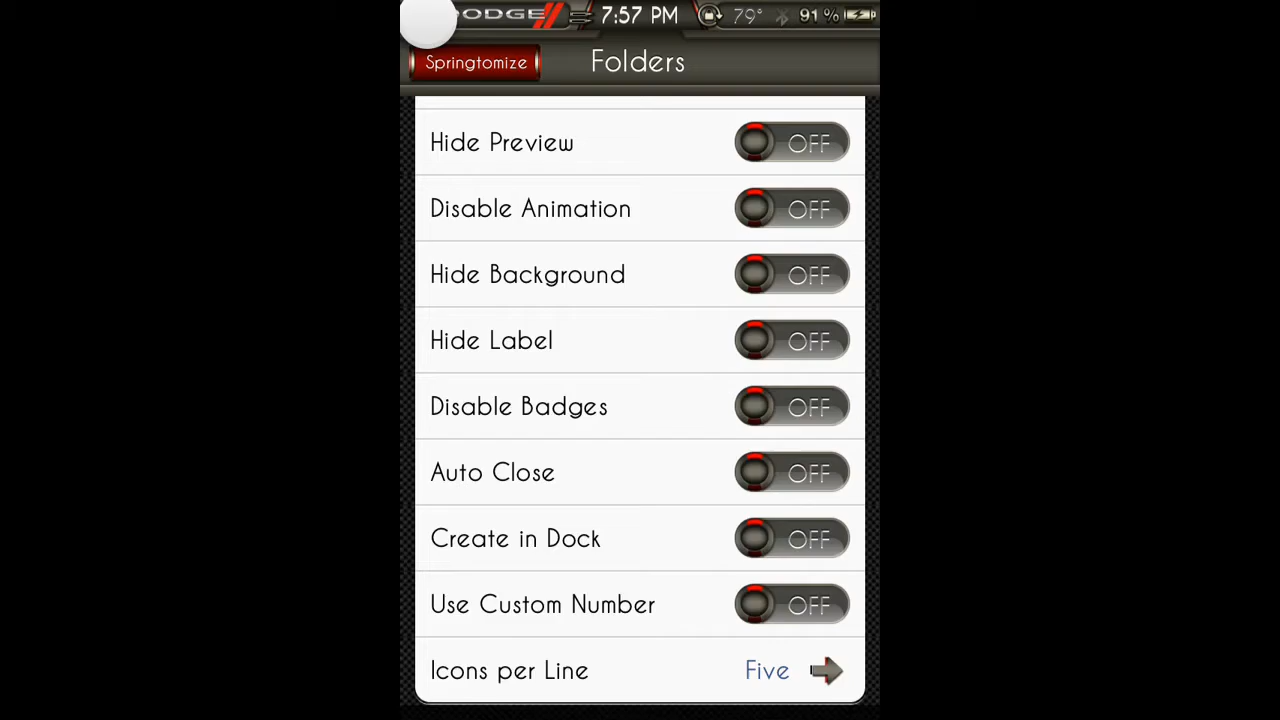 DODGE 7:57 PM 79° 91 %
Springtomize Folders
Hide Preview OFF
Disable Animation OFF
Hide Background OFF
Hide Label OFF
Disable Badges OFF
Auto Close OFF
Create in Dock OFF
Use Custom Number OFF
Icons per Line Five